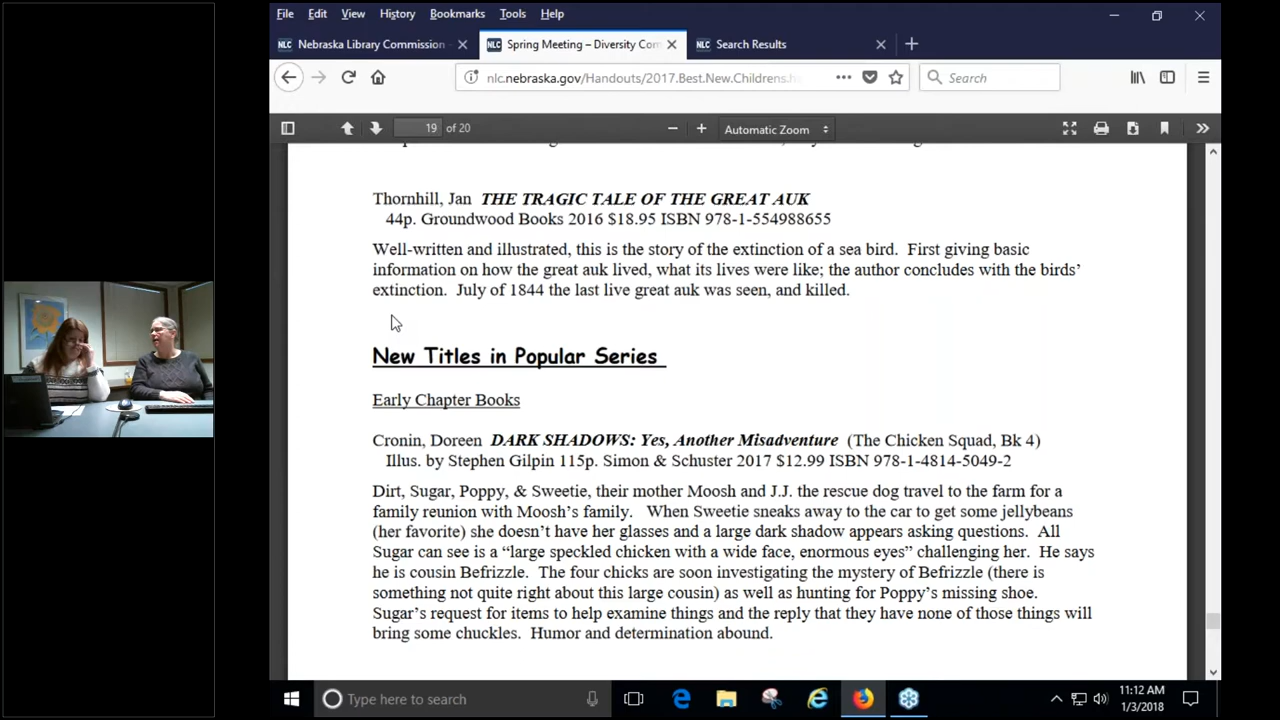 File Edit View History Bookmarks Tools Help
NLC Nebraska Library Commission - NLC Spring Meeting – Diversity Com NLC Search Results
nlc.nebraska.gov/Handouts/2017.Best.New.Childrens. Search
19 of 20 Automatic Zoom
Thornhill, Jan THE TRAGIC TALE OF THE GREAT AUK
44p. Groundwood Books 2016 $18.95 ISBN 978-1-554988655
Well-written and illustrated, this is the story of the extinction of a sea bird. First giving basic
information on how the great auk lived, what its lives were like; the author concludes with the birds’
extinction. July of 1844 the last live great auk was seen, and killed.
New Titles in Popular Series
Early Chapter Books
Cronin, Doreen DARK SHADOWS: Yes, Another Misadventure (The Chicken Squad, Bk 4)
Illus. by Stephen Gilpin 115p. Simon & Schuster 2017 $12.99 ISBN 978-1-4814-5049-2
Dirt, Sugar, Poppy, & Sweetie, their mother Moosh and J.J. the rescue dog travel to the farm for a
family reunion with Moosh’s family. When Sweetie sneaks away to the car to get some jellybeans
(her favorite) she doesn’t have her glasses and a large dark shadow appears asking questions. All
Sugar can see is a “large speckled chicken with a wide face, enormous eyes” challenging her. He says
he is cousin Befrizzle. The four chicks are soon investigating the mystery of Befrizzle (there is
something not quite right about this large cousin) as well as hunting for Poppy’s missing shoe.
Sugar’s request for items to help examine things and the reply that they have none of those things will
bring some chuckles. Humor and determination abound.
Type here to search
11:12 AM
1/3/2018